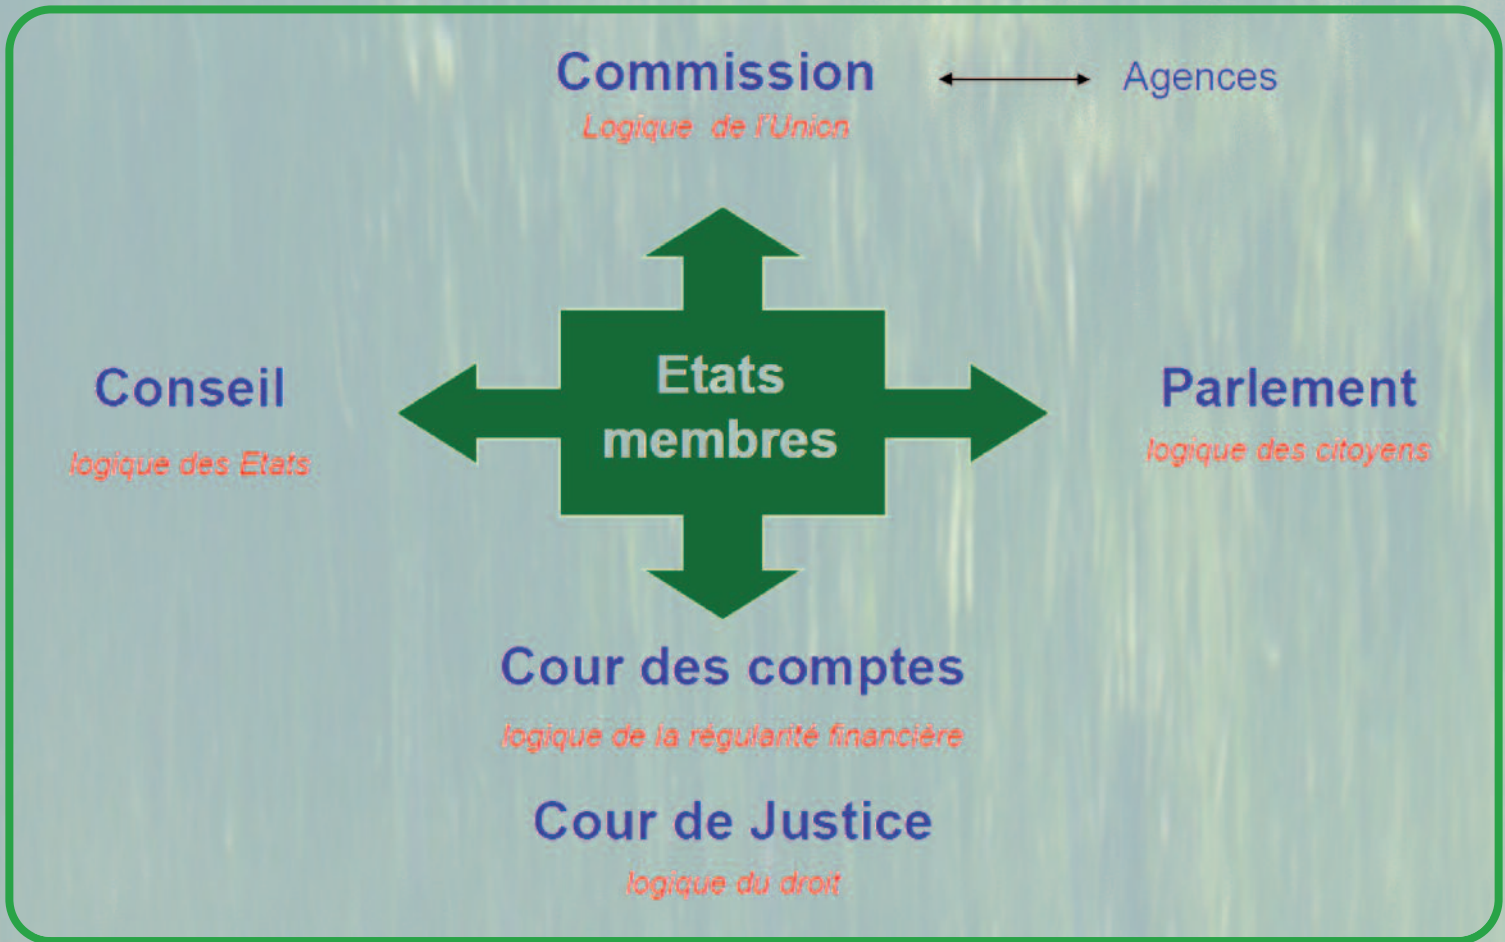 Commission
Agences
Logique de l'Union
Etats
membres
Conseil
logique des Etats
Parlement
logique des citoyens
Cour des comptes
logique de la régularité financière
Cour de Justice
logique du droit